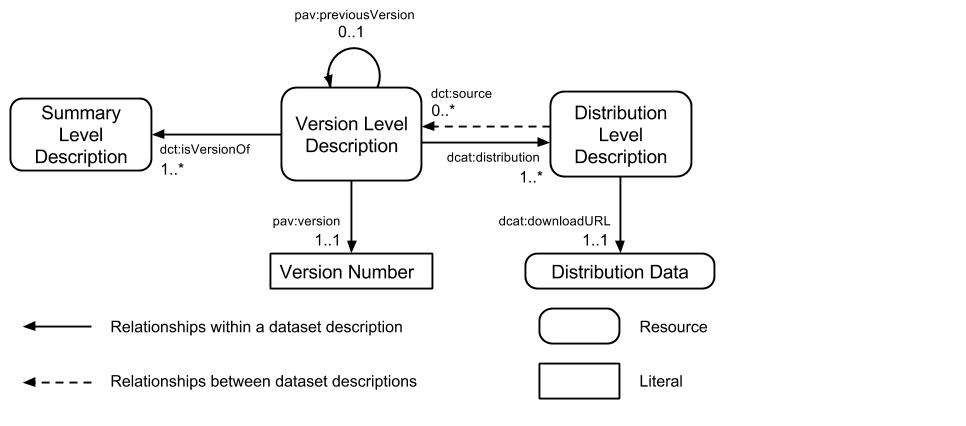 pav:previousVersion
0..1
Summary
Level
Description
Version Level
Description
dct:source
0..*
Distribution
Level
Description
dct:isVersionOf
1..*
dcat:distribution
1..*
pav:version
1..1
dcat:downloadURL
1..1
Version Number
Distribution Data
Relationships within a dataset description
Resource
Relationships between dataset descriptions
Literal